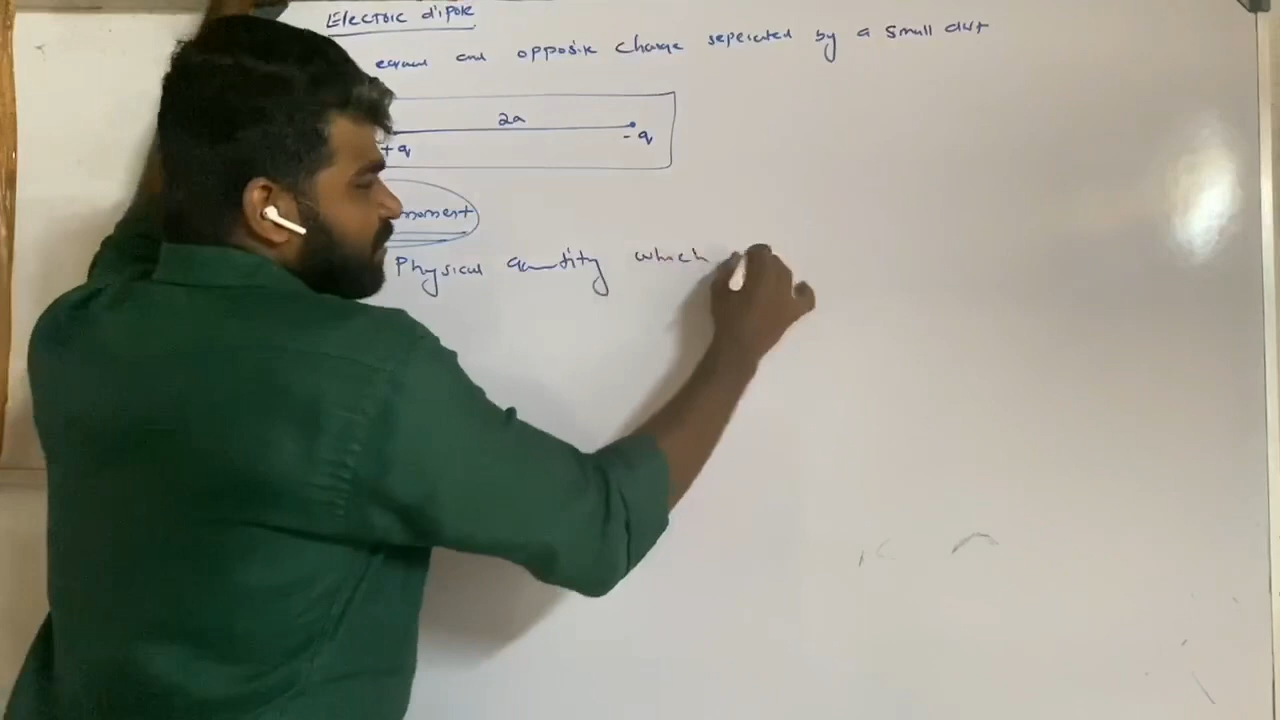 Electric dipole
equal and opposite charge seperated by a small dist
2a
+q
-q
moment
Physical quantity which